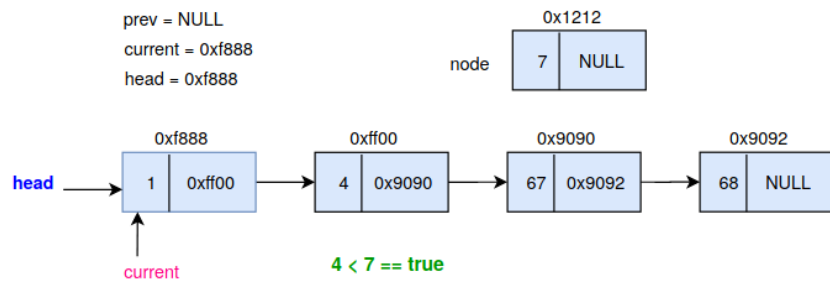 prev = NULL
current = 0xf888
head = 0xf888
0x1212
node
7 NULL
0xf888
0xff00
0x9090
0x9092
head
1 0xff00
4 0x9090
67 0x9092
68 NULL
current
4 < 7 == true